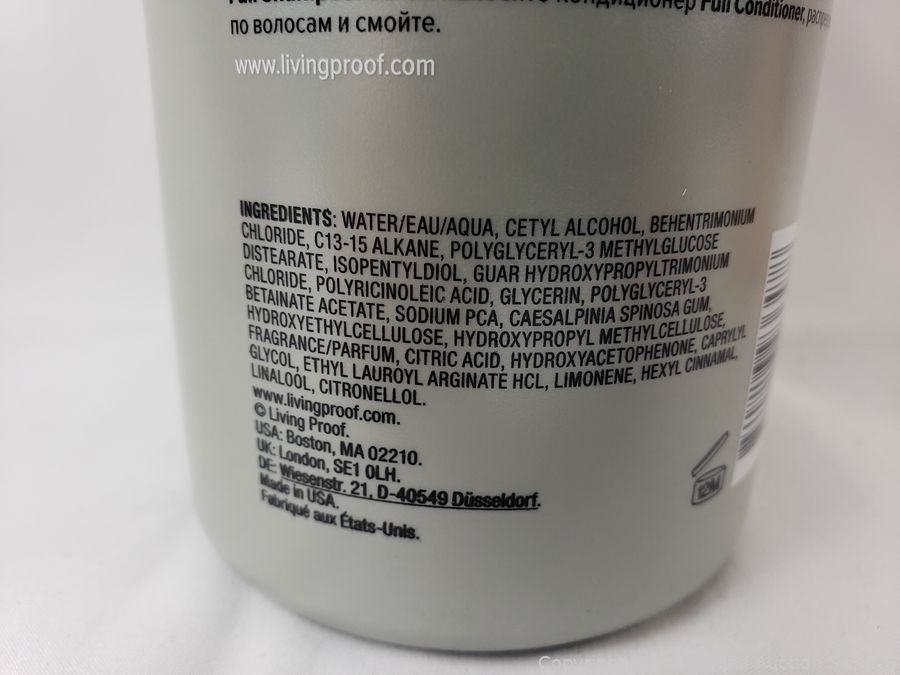 кондиционер Full Conditioner,
по волосам и смойте.
www.livingproof.com
INGREDIENTS: WATER/EAU/AQUA, CETYL ALCOHOL, BEHENTRIMONIUM
CHLORIDE, C13-15 ALKANE, POLYGLYCERYL-3 METHYLGLUCOSE
DISTEARATE, ISOPENTYLDIOL, GUAR HYDROXYPROPYLTRIMONIUM
CHLORIDE, POLYRICINOLEIC ACID, GLYCERIN, POLYGLYCERYL-3
BETAINATE ACETATE, SODIUM PCA, CAESALPINIA SPINOSA GUM,
HYDROXYETHYLCELLULOSE, HYDROXYPROPYL METHYLCELLULOSE,
FRAGRANCE/PARFUM, CITRIC ACID, HYDROXYACETOPHENONE, CAPRYLYL
GLYCOL, ETHYL LAUROYL ARGINATE HCL, LIMONENE, HEXYL CINNAMAL,
LINALOOL, CITRONELLOL.
www.livingproof.com.
© Living Proof.
USA: Boston, MA 02210.
UK: London, SE1 0LH.
DE: Wiesenstr. 21, D-40549 Düsseldorf.
Made in USA.
Fabriqué aux États-Unis.
12M